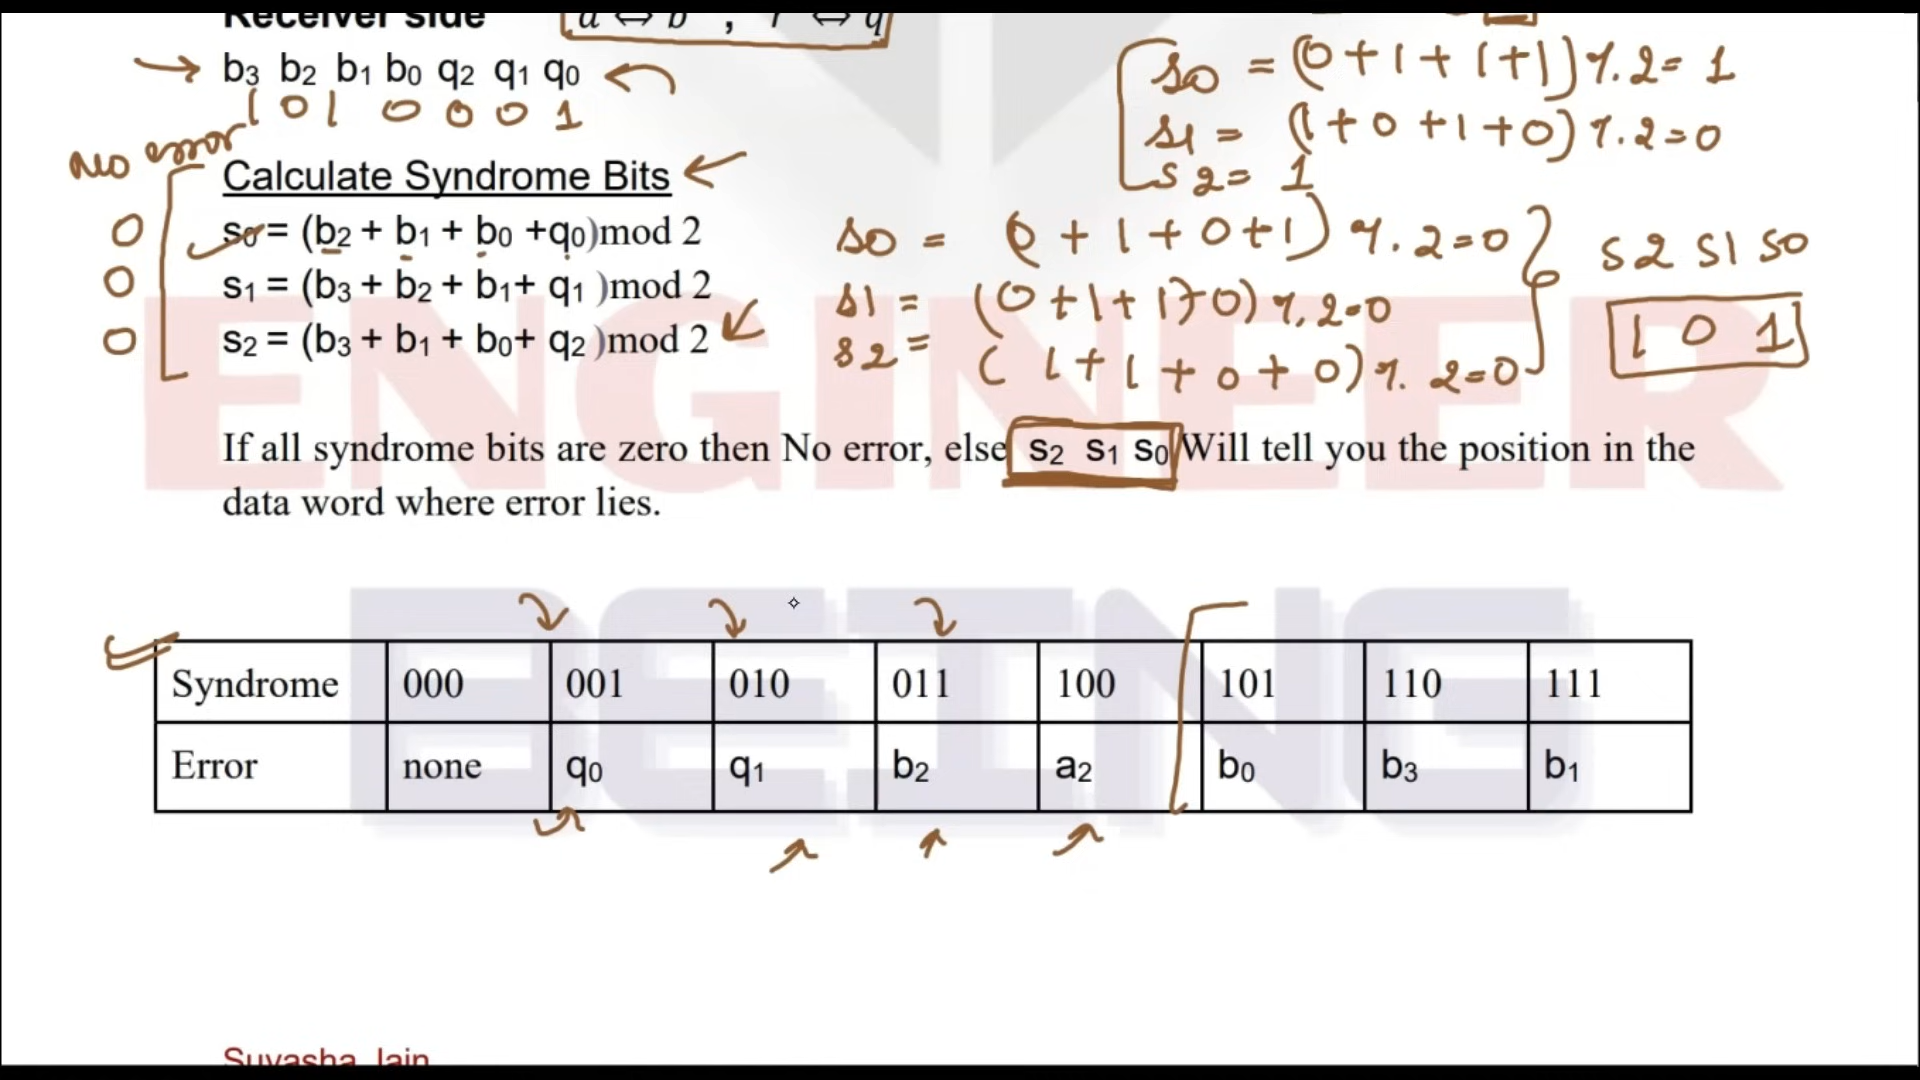 Receiver side a ⇔ b , r ⇔ q
→ b3 b2 b1 b0 q2 q1 q0
1 0 1 0 0 0 1
No error
Calculate Syndrome Bits
0 s0 = (b2 + b1 + b0 +q0)mod 2
0 s1 = (b3 + b2 + b1+ q1 )mod 2
0 s2 = (b3 + b1 + b0+ q2 )mod 2
s0 = (0+1+1+1)%2= 1
s1 = (1+0+1+0)%2=0
s2= 1
s0 = (0+1+0+1)%2=0
s1 = (0+1+1+0)%2=0
s2= (1+1+0+0)%2=0
s2 s1 s0
1 0 1
If all syndrome bits are zero then No error, else s2 s1 s0 Will tell you the position in the
data word where error lies.
Syndrome 000 001 010 011 100 101 110 111
Error none q0 q1 b2 a2 b0 b3 b1
ENGINEER
BEING
Suyasha Jain